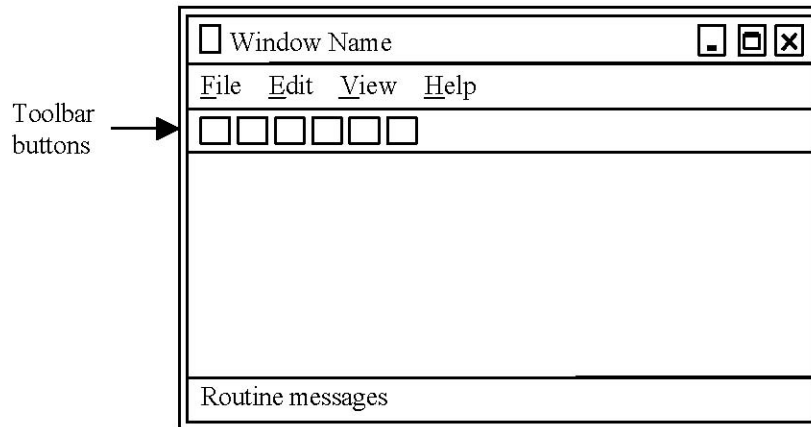 Window Name
File Edit View Help
Toolbar
buttons
Routine messages